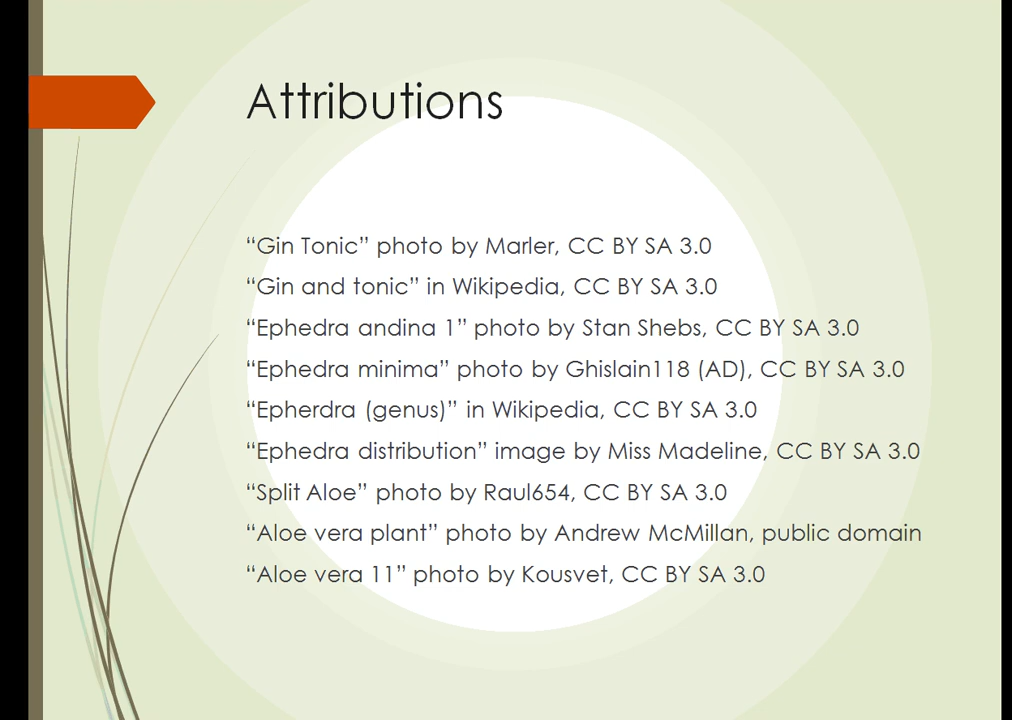 Attributions
“Gin Tonic” photo by Marler, CC BY SA 3.0
“Gin and tonic” in Wikipedia, CC BY SA 3.0
“Ephedra andina 1” photo by Stan Shebs, CC BY SA 3.0
“Ephedra minima” photo by Ghislain118 (AD), CC BY SA 3.0
“Epherdra (genus)” in Wikipedia, CC BY SA 3.0
“Ephedra distribution” image by Miss Madeline, CC BY SA 3.0
“Split Aloe” photo by Raul654, CC BY SA 3.0
“Aloe vera plant” photo by Andrew McMillan, public domain
“Aloe vera 11” photo by Kousvet, CC BY SA 3.0